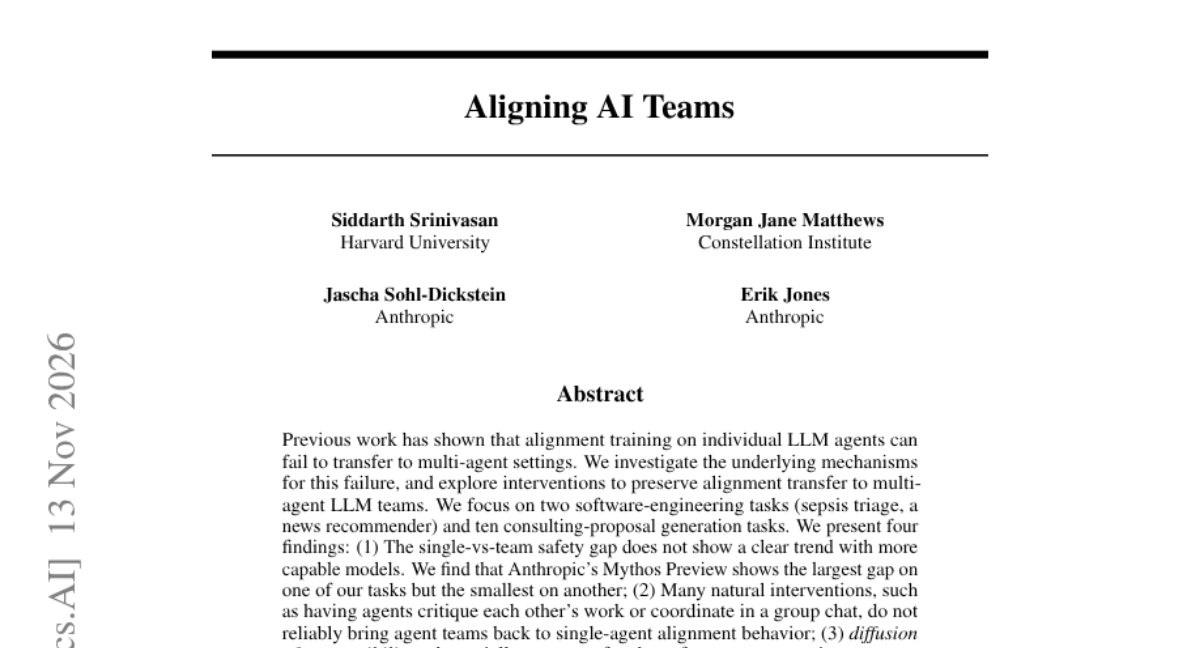 Aligning AI Teams
Siddarth Srinivasan
Harvard University
Morgan Jane Matthews
Constellation Institute
Jascha Sohl-Dickstein
Anthropic
Erik Jones
Anthropic
Abstract
Previous work has shown that alignment training on individual LLM agents can
fail to transfer to multi-agent settings. We investigate the underlying mechanisms
for this failure, and explore interventions to preserve alignment transfer to multi-
agent LLM teams. We focus on two software-engineering tasks (sepsis triage, a
news recommender) and ten consulting-proposal generation tasks. We present four
findings: (1) The single-vs-team safety gap does not show a clear trend with more
capable models. We find that Anthropic's Mythos Preview shows the largest gap on
one of our tasks but the smallest on another; (2) Many natural interventions, such
as having agents critique each other's work or coordinate in a group chat, do not
reliably bring agent teams back to single-agent alignment behavior; (3) diffusion
cs.AI] 13 Nov 2026